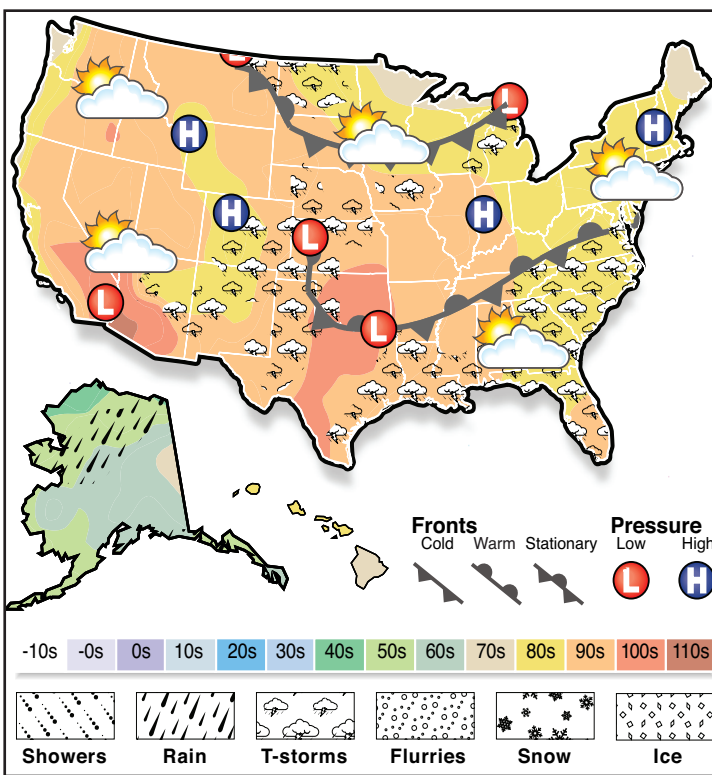 L
L
H
H
H
H
L
L
L
Fronts Pressure
Cold Warm Stationary Low High
L H
-10s -0s 0s 10s 20s 30s 40s 50s 60s 70s 80s 90s 100s 110s
Showers Rain T-storms Flurries Snow Ice